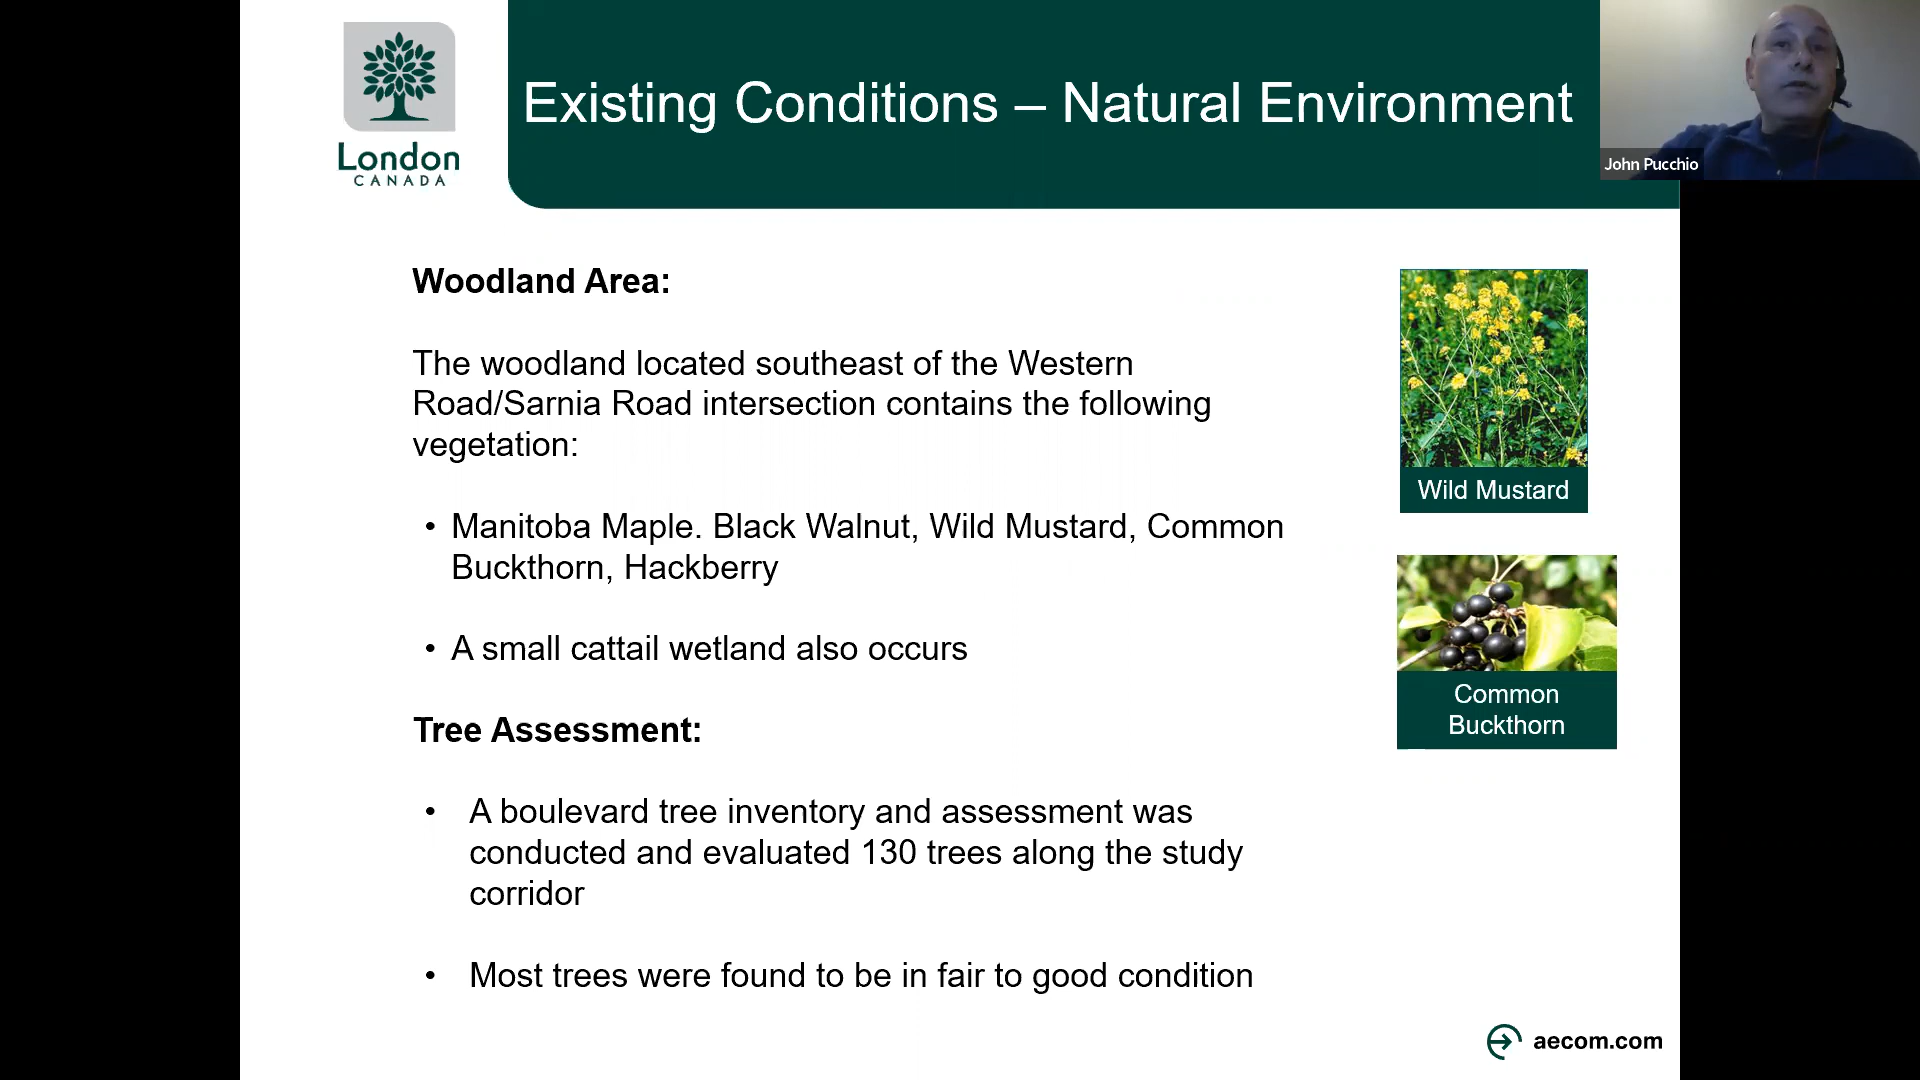 London
CANADA
Existing Conditions – Natural Environment
John Pucchio
Woodland Area:
The woodland located southeast of the Western
Road/Sarnia Road intersection contains the following
vegetation:
• Manitoba Maple. Black Walnut, Wild Mustard, Common
Buckthorn, Hackberry
• A small cattail wetland also occurs
Tree Assessment:
• A boulevard tree inventory and assessment was
conducted and evaluated 130 trees along the study
corridor
• Most trees were found to be in fair to good condition
Wild Mustard
Common
Buckthorn
aecom.com